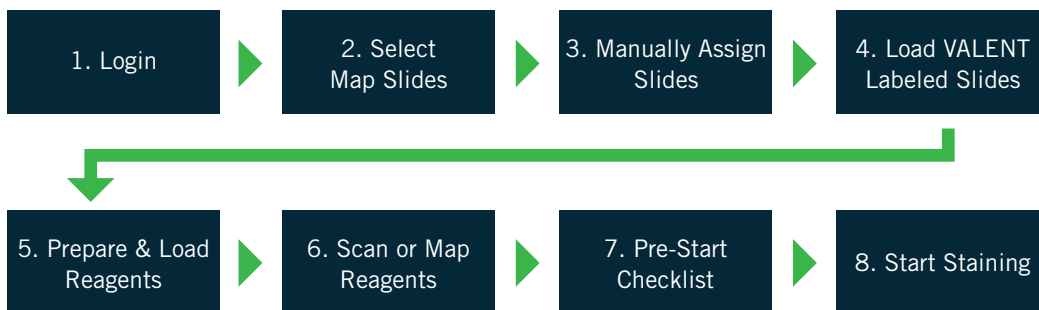 1. Login
2. Select
Map Slides
3. Manually Assign
Slides
4. Load VALENT
Labeled Slides
5. Prepare & Load
Reagents
6. Scan or Map
Reagents
7. Pre-Start
Checklist
8. Start Staining